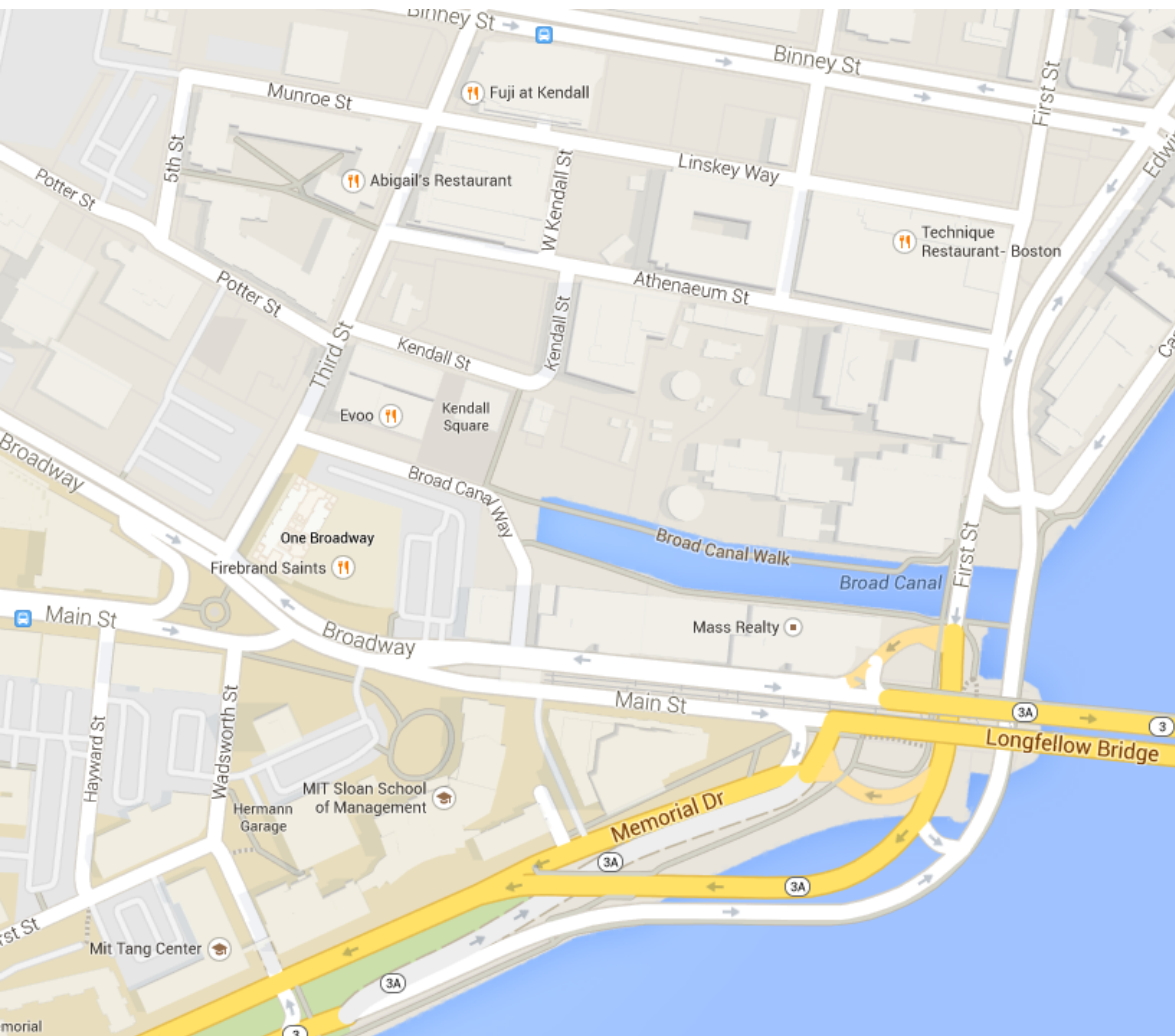 Binney St
Binney St
First St
Munroe St
Fuji at Kendall
5th St
Potter St
Abigail's Restaurant
W Kendall St
Linskey Way
Technique
Restaurant- Boston
Potter St
Athenaeum St
Third St
Kendall St
Kendall St
Evoo
Kendall
Square
Broadway
Broad Canal Way
One Broadway
Firebrand Saints
Broad Canal Walk
Broad Canal
First St
Main St
Broadway
Mass Realty
Main St
3A
3
Longfellow Bridge
Hayward St
Wadsworth St
MIT Sloan School
of Management
Hermann
Garage
Memorial Dr
3A
3A
Mit Tang Center
3A
3